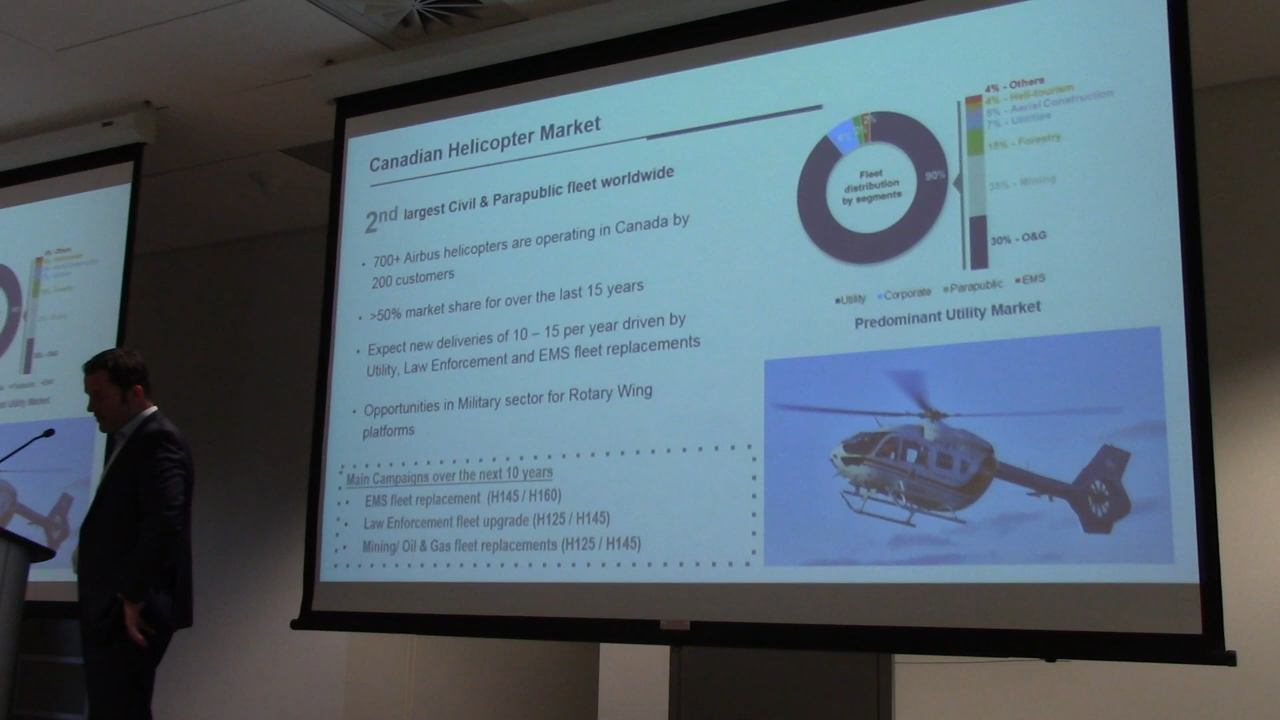 Canadian Helicopter Market
2nd largest Civil & Parapublic fleet worldwide
• 700+ Airbus helicopters are operating in Canada by
200 customers
• >50% market share for over the last 15 years
• Expect new deliveries of 10 – 15 per year driven by
Utility, Law Enforcement and EMS fleet replacements
• Opportunities in Military sector for Rotary Wing
platforms
Main Campaigns over the next 10 years
• EMS fleet replacement (H145 / H160)
• Law Enforcement fleet upgrade (H125 / H145)
• Mining/ Oil & Gas fleet replacements (H125 / H145)
Fleet
distribution
by segments
90%
4% - Others
4% - Heli-tourism
5% - Aerial Construction
7% - Utilities
15% - Forestry
35% - Mining
30% - O&G
Utility Corporate Parapublic EMS
Predominant Utility Market